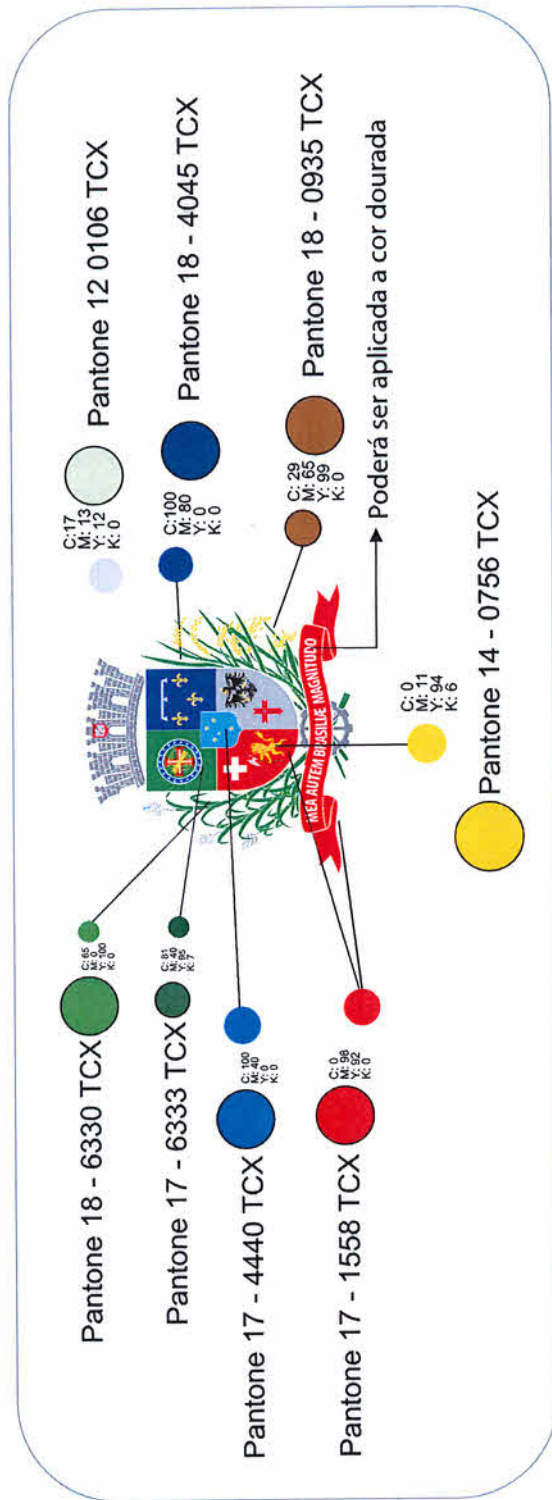 Pantone 18 - 6330 TCX
C: 65
M: 0
Y: 100
K: 0
Pantone 17 - 6333 TCX
C: 81
M: 40
Y: 95
K: 7
Pantone 17 - 4440 TCX
C: 100
M: 40
Y: 0
K: 0
Pantone 17 - 1558 TCX
C: 0
M: 98
Y: 92
K: 0
MEA AUTEM BRASILIÆ MAGNITUDO
C: 0
M: 11
Y: 94
K: 6
Pantone 14 - 0756 TCX
C:17
M: 13
Y: 12
K: 0
Pantone 12 0106 TCX
C:100
M: 80
Y: 0
K: 0
Pantone 18 - 4045 TCX
C: 29
M: 65
Y: 99
K: 0
Pantone 18 - 0935 TCX
Poderá ser aplicada a cor dourada